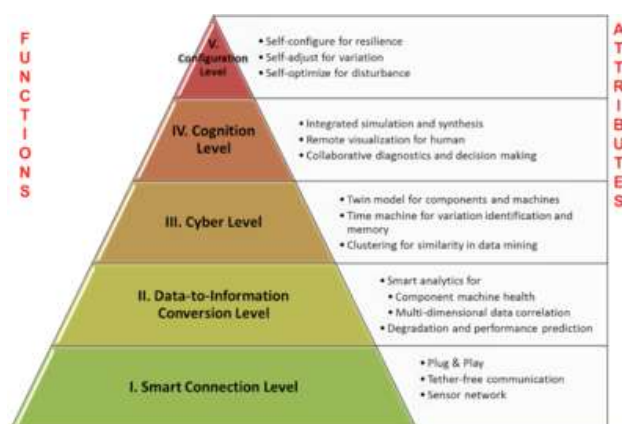 FUNCTIONS
ATTRIBUTES
V.
Configuration
Level
• Self-configure for resilience
• Self-adjust for variation
• Self-optimize for disturbance
IV. Cognition
Level
• Integrated simulation and synthesis
• Remote visualization for human
• Collaborative diagnostics and decision making
III. Cyber Level
• Twin model for components and machines
• Time machine for variation identification and
memory
• Clustering for similarity in data mining
II. Data-to-Information
Conversion Level
• Smart analytics for
• Component machine health
• Multi-dimensional data correlation
• Degradation and performance prediction
I. Smart Connection Level
• Plug & Play
• Tether-free communication
• Sensor network